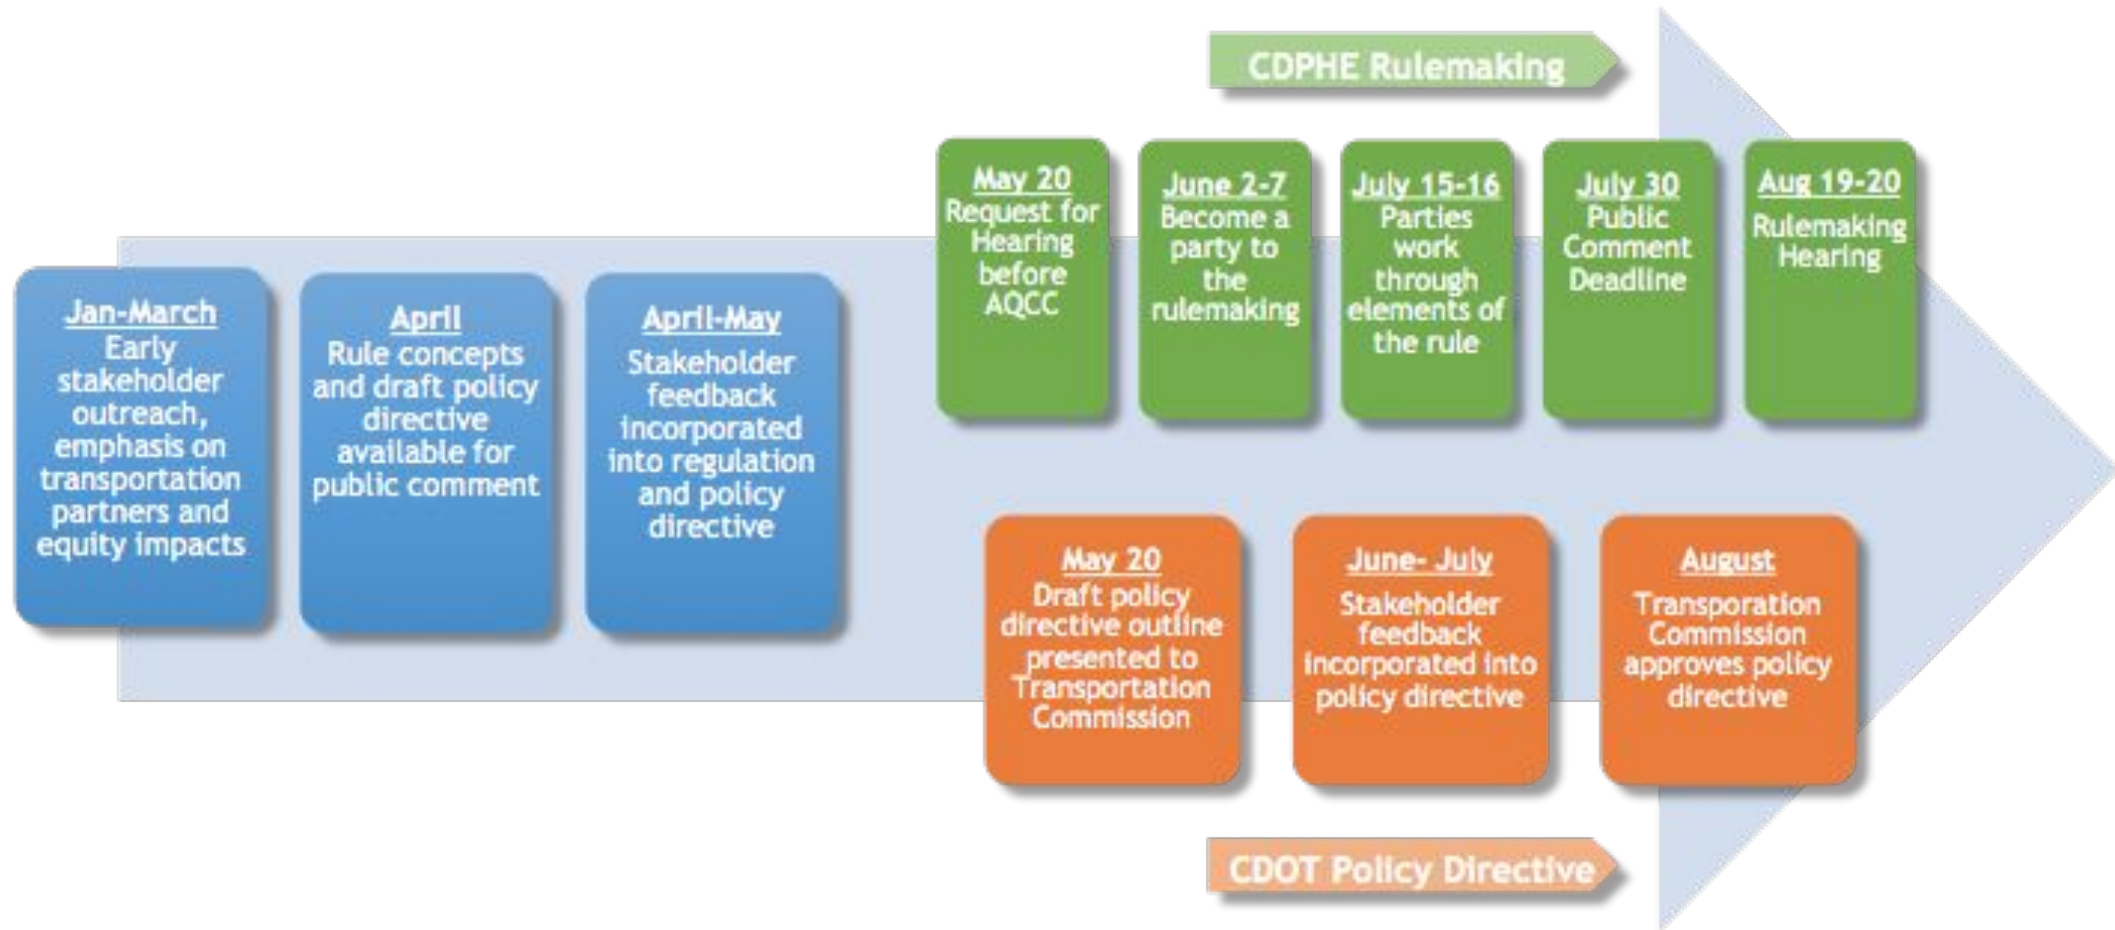 CDPHE Rulemaking
May 20
Request for
Hearing
before
AQCC
June 2-7
Become a
party to
the
rulemaking
July 15-16
Parties
work
through
elements of
the rule
July 30
Public
Comment
Deadline
Aug 19-20
Rulemaking
Hearing
Jan-March
Early
stakeholder
outreach,
emphasis on
transportation
partners and
equity impacts
April
Rule concepts
and draft policy
directive
available for
public comment
April-May
Stakeholder
feedback
incorporated
into regulation
and policy
directive
May 20
Draft policy
directive outline
presented to
Transportation
Commission
June- July
Stakeholder
feedback
incorporated into
policy directive
August
Transporation
Commission
approves policy
directive
CDOT Policy Directive